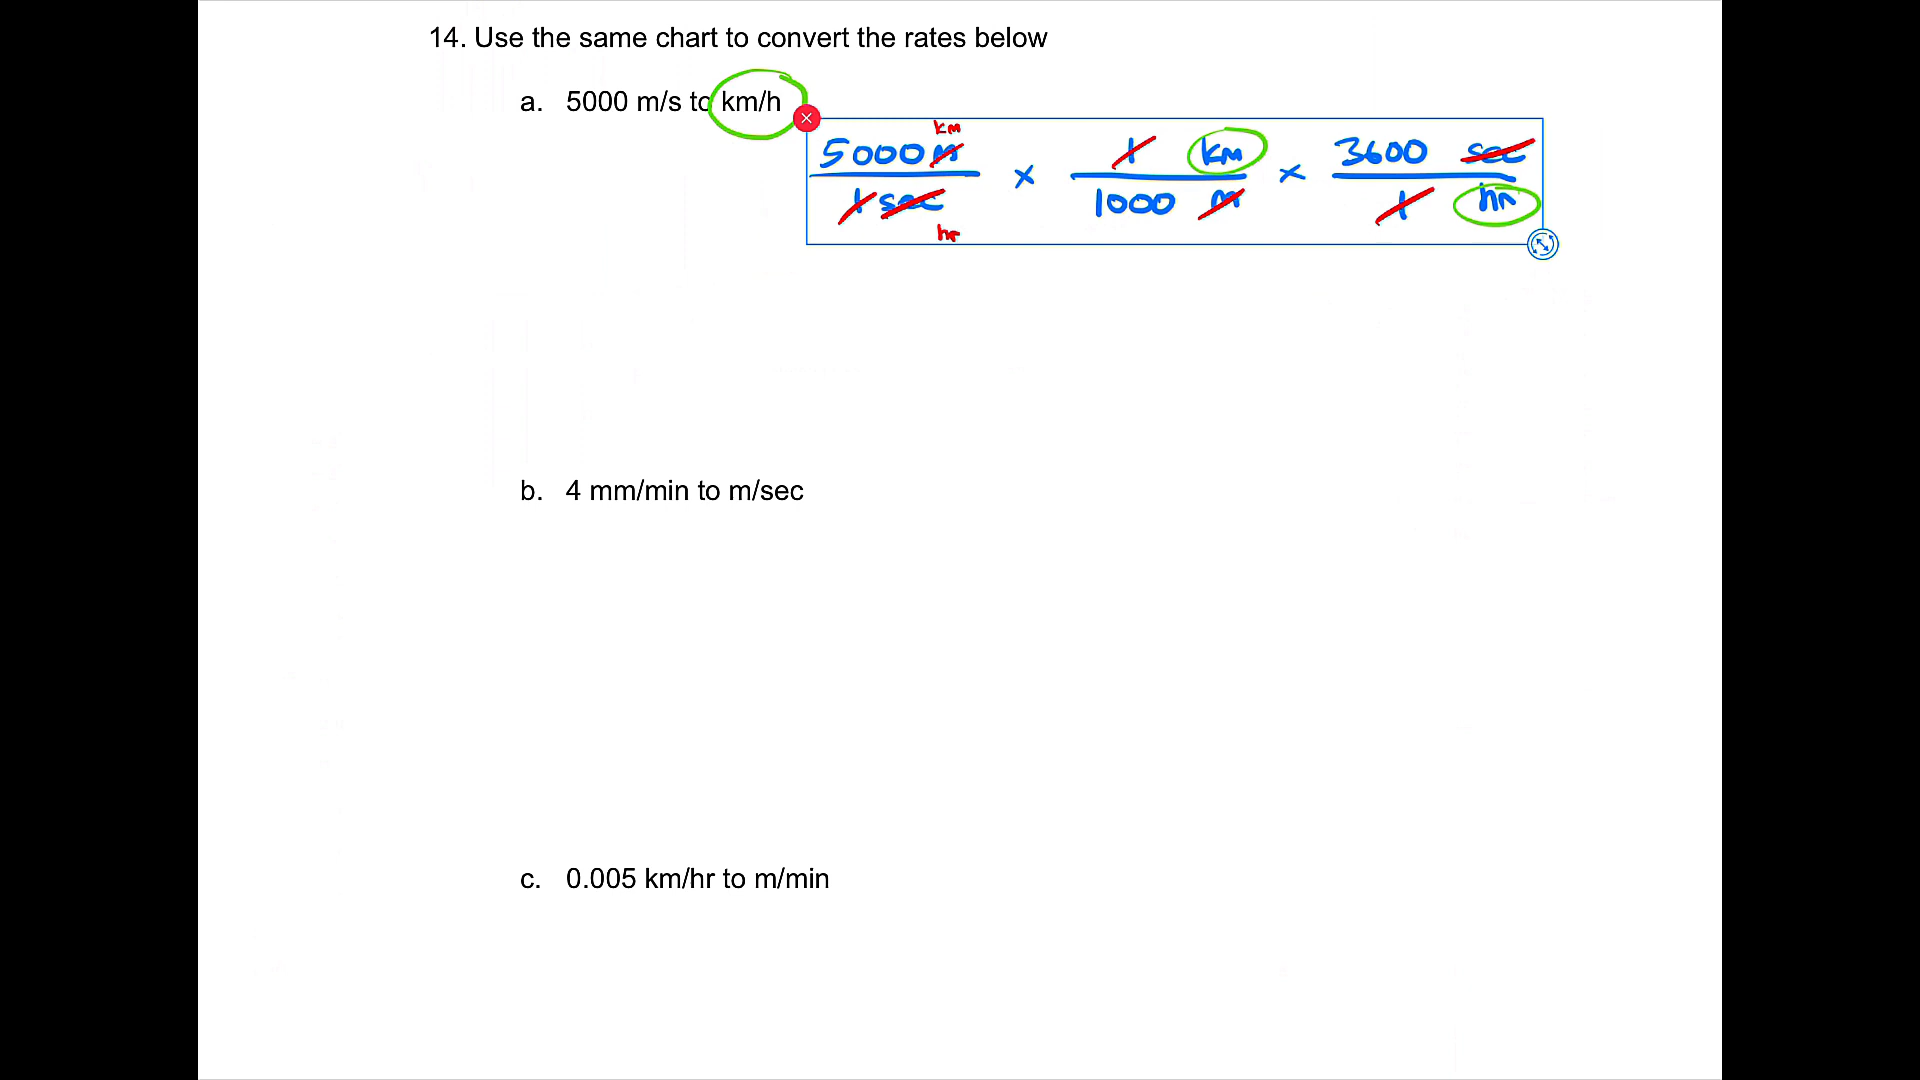 14. Use the same chart to convert the rates below
a. 5000 m/s to km/h
km
5000 m × 1 km × 3600 sec
1 sec 1000 m 1 hr
hr
b. 4 mm/min to m/sec
c. 0.005 km/hr to m/min